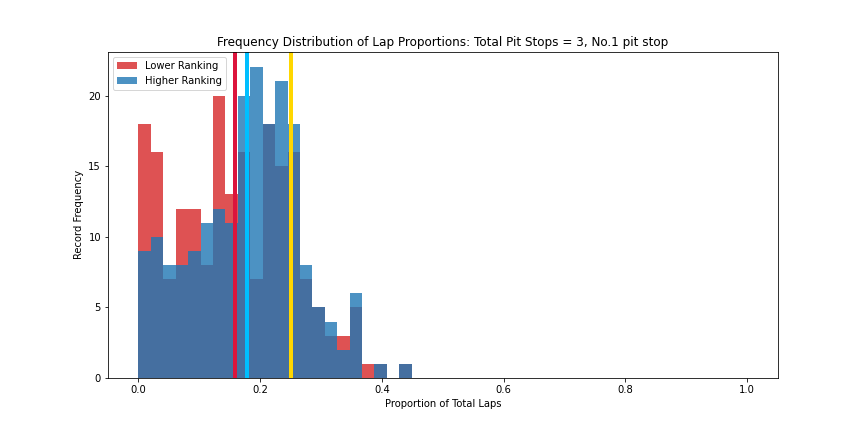 Frequency Distribution of Lap Proportions: Total Pit Stops = 3, No.1 pit stop
Lower Ranking
Higher Ranking
Record Frequency
20
15
10
5
0
0.0 0.2 0.4 0.6 0.8 1.0
Proportion of Total Laps